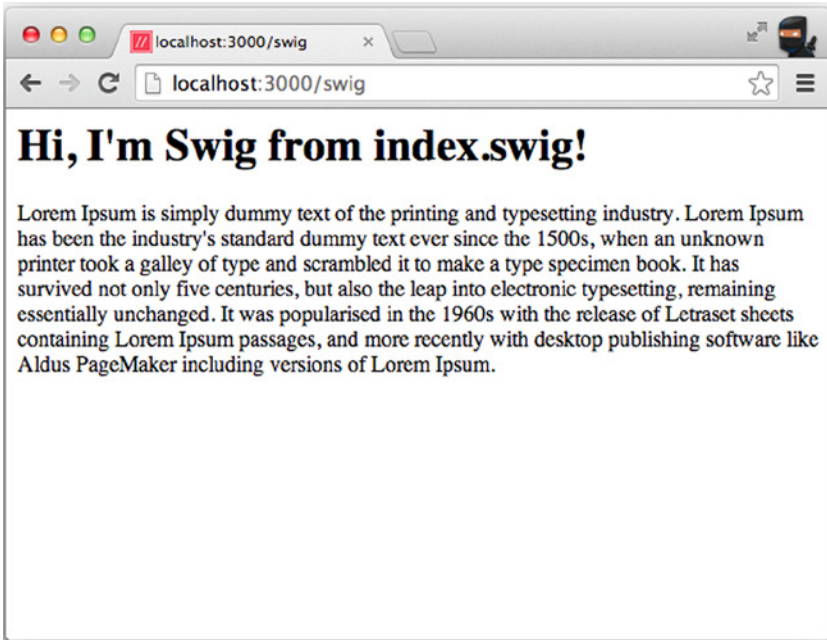 localhost:3000/swig
localhost:3000/swig
Hi, I'm Swig from index.swig!
Lorem Ipsum is simply dummy text of the printing and typesetting industry. Lorem Ipsum
has been the industry's standard dummy text ever since the 1500s, when an unknown
printer took a galley of type and scrambled it to make a type specimen book. It has
survived not only five centuries, but also the leap into electronic typesetting, remaining
essentially unchanged. It was popularised in the 1960s with the release of Letraset sheets
containing Lorem Ipsum passages, and more recently with desktop publishing software like
Aldus PageMaker including versions of Lorem Ipsum.